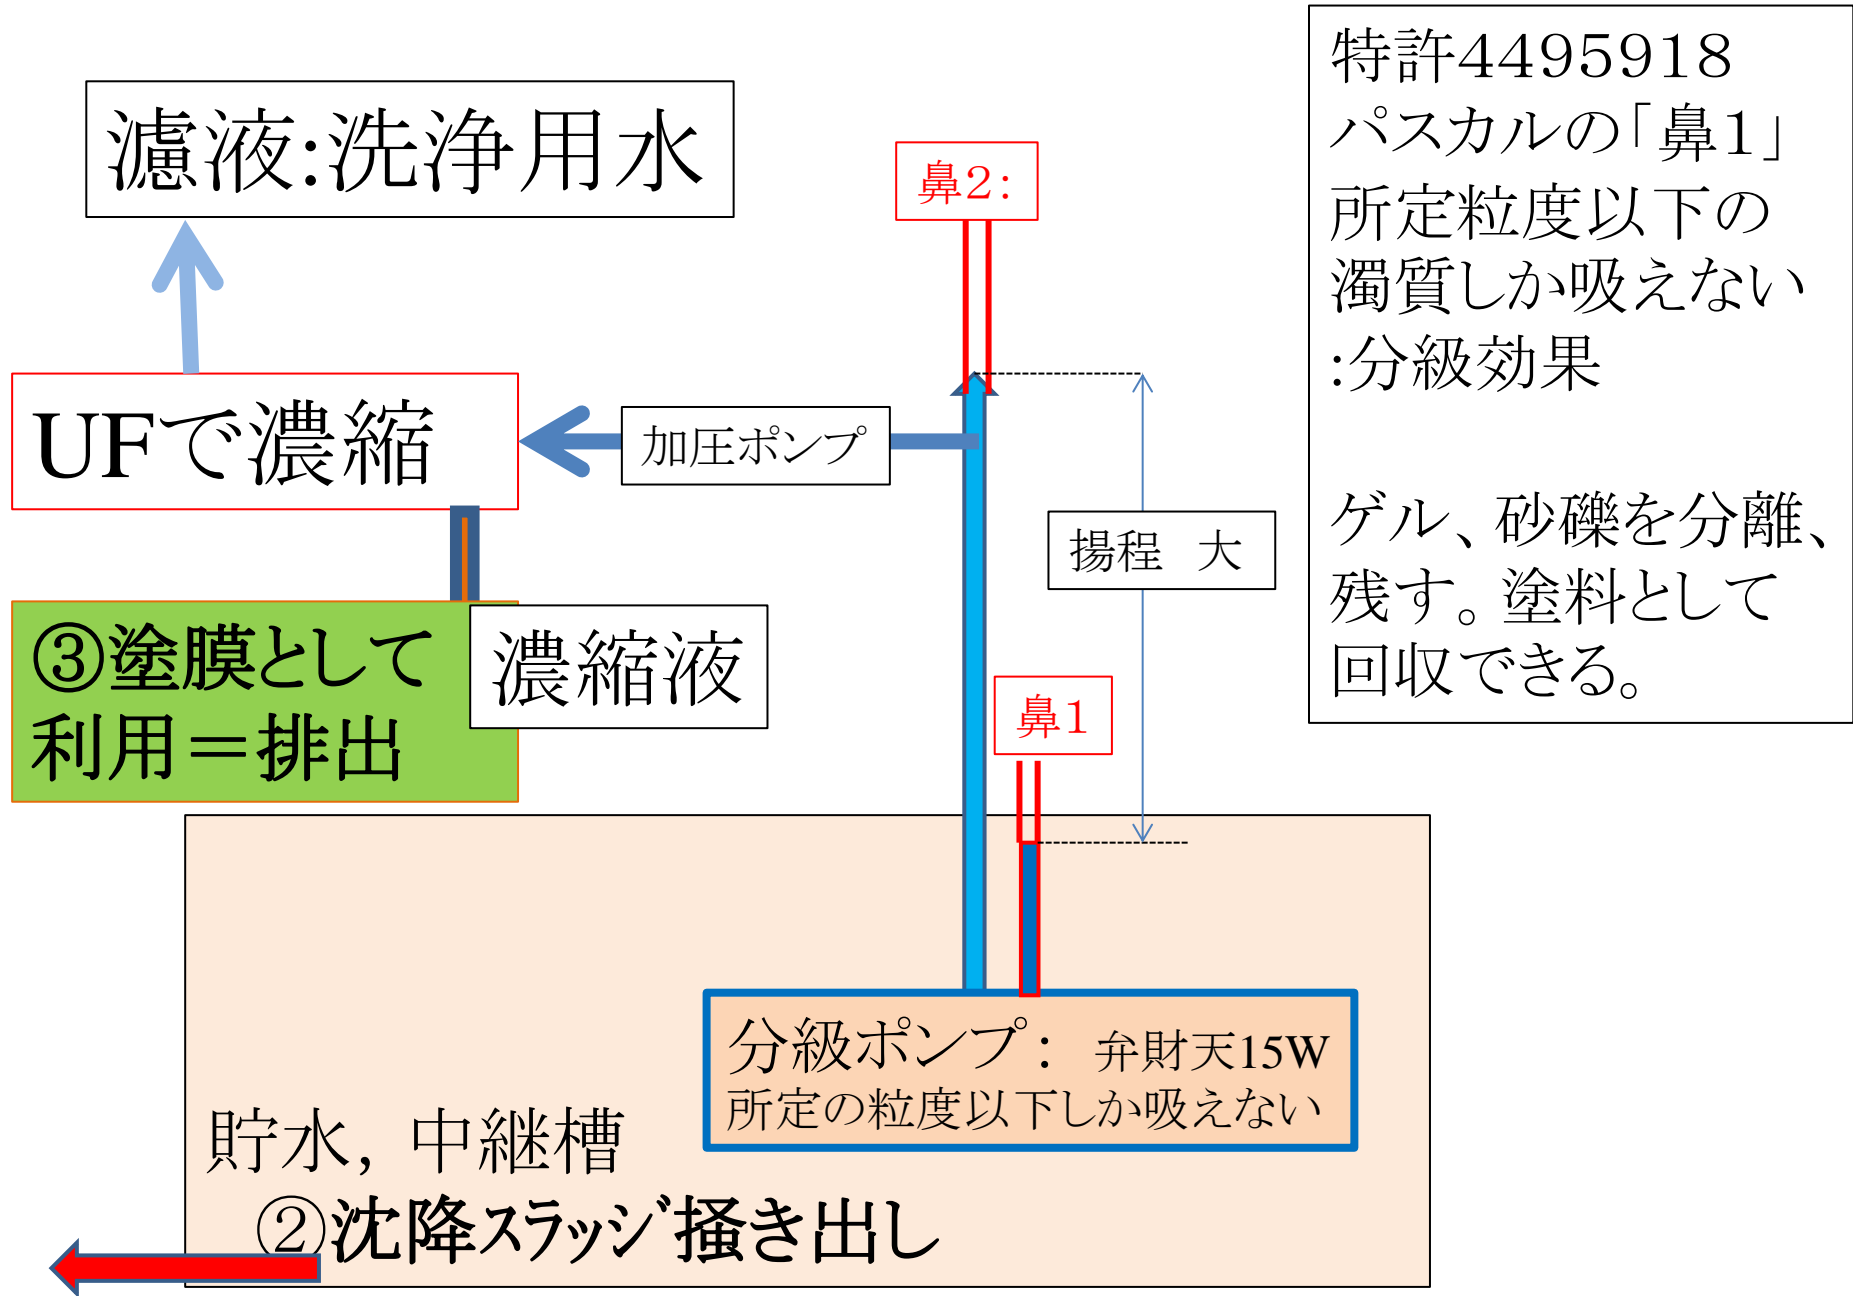 濾液:洗浄用水
鼻2:
特許4495918
パスカルの「鼻1」
所定粒度以下の
濁質しか吸えない
:分級効果
ゲル、砂礫を分離、
残す。塗料として
回収できる。
UFで濃縮
加圧ポンプ
揚程　大
③塗膜として
利用＝排出
濃縮液
鼻1
分級ポンプ： 弁財天15W
所定の粒度以下しか吸えない
貯水, 中継槽
②沈降ｽﾗｯｼﾞ掻き出し